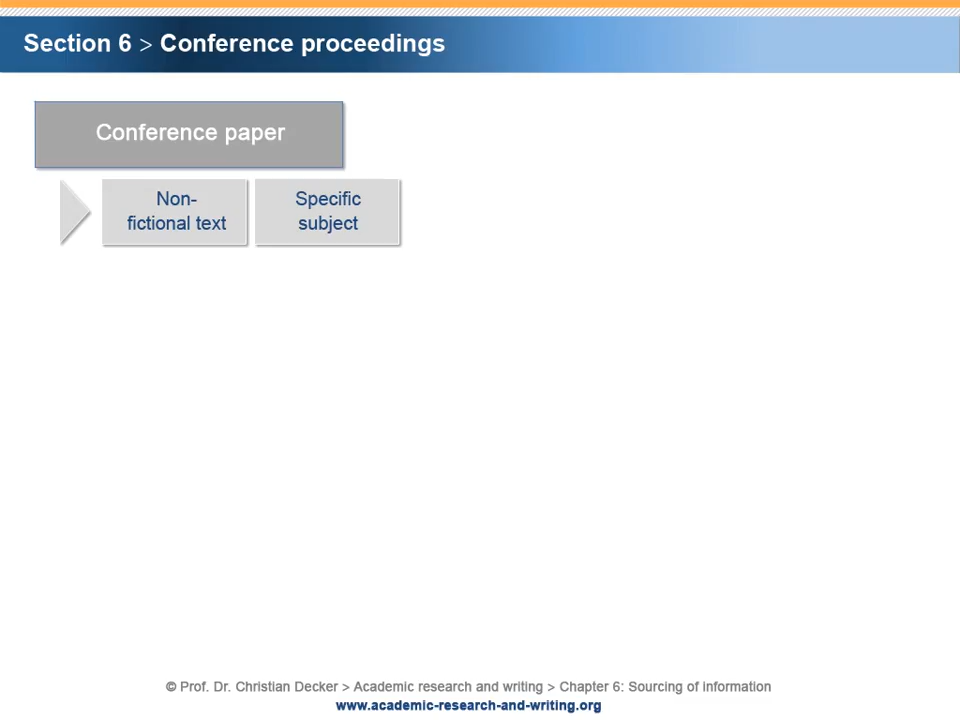 Section 6 > Conference proceedings
Conference paper
Non-
fictional text
Specific
subject
© Prof. Dr. Christian Decker > Academic research and writing > Chapter 6: Sourcing of information
www.academic-research-and-writing.org